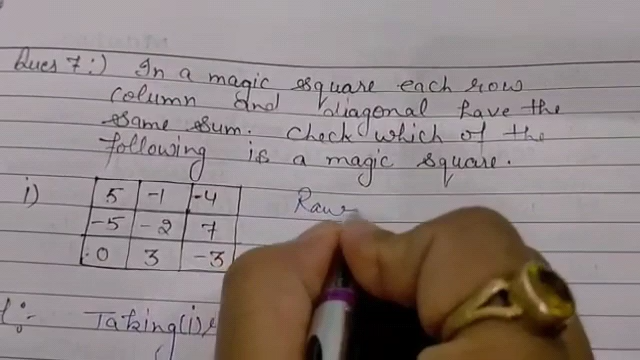 Ques 7:) In a magic square each row
column and diagonal have the
same sum. Check which of the
following is a magic square.
i) 5 -1 -4
-5 -2 7
0 3 -3
Taking (i)